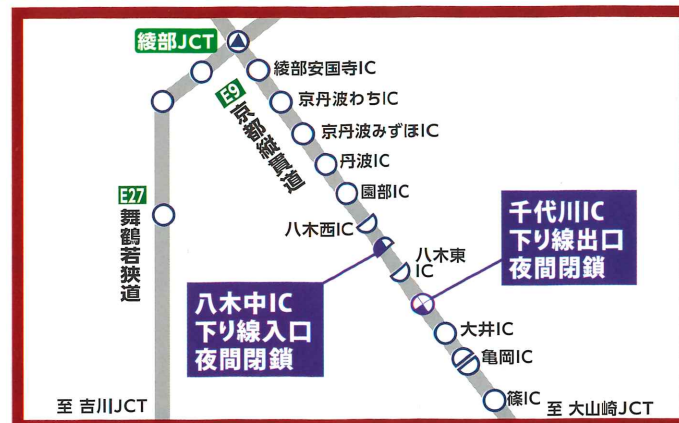 綾部JCT
綾部安国寺IC
京丹波わちIC
E9
京都縦貫道
京丹波みずほIC
丹波IC
園部IC
E27
舞鶴若狭道
八木西IC
千代川IC
下り線出口
夜間閉鎖
八木東
IC
八木中IC
下り線入口
夜間閉鎖
大井IC
亀岡IC
篠IC
至 吉川JCT
至 大山崎JCT